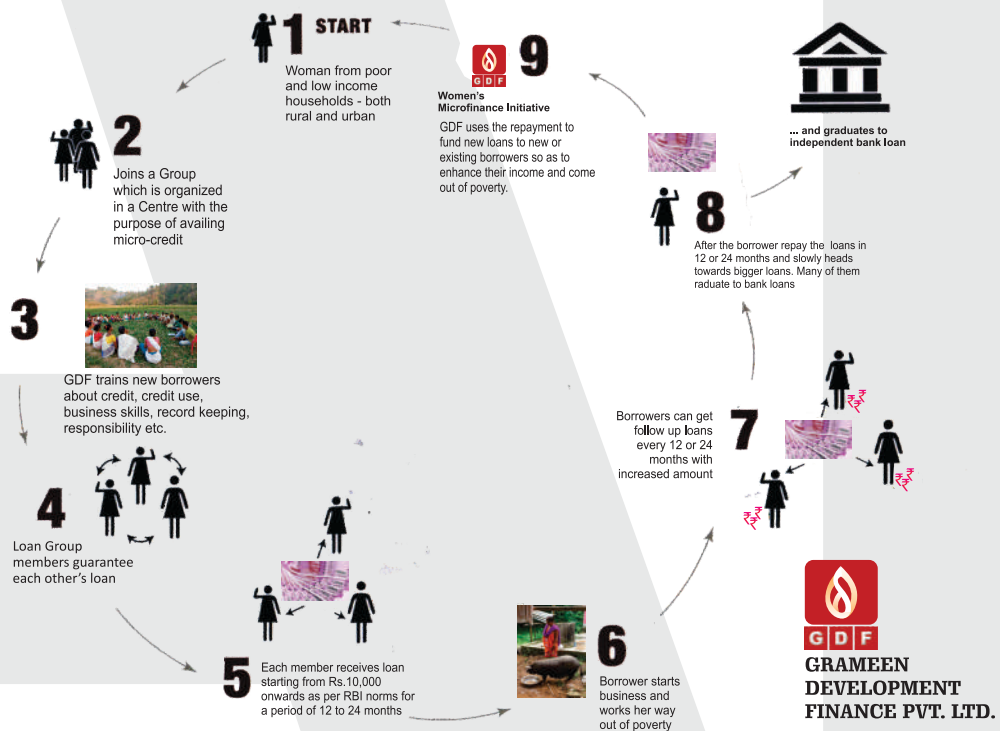 1 START
Woman from poor
and low income
households - both
rural and urban
2
Joins a Group
which is organized
in a Centre with the
purpose of availing
micro-credit
3
GDF trains new borrowers
about credit, credit use,
business skills, record keeping,
responsibility etc.
4
Loan Group
members guarantee
each other's loan
5
Each member receives loan
starting from Rs.10,000
onwards as per RBI norms for
a period of 12 to 24 months
6
Borrower starts
business and
works her way
out of poverty
7
Borrowers can get
follow up loans
every 12 or 24
months with
increased amount
₹ ₹ ₹
₹ ₹ ₹
₹ ₹ ₹
8
After the borrower repay the loans in
12 or 24 months and slowly heads
towards bigger loans. Many of them
raduate to bank loans
... and graduates to
independent bank loan
9
GDF
Women's
Microfinance Initiative
GDF uses the repayment to
fund new loans to new or
existing borrowers so as to
enhance their income and come
out of poverty.
GDF
GRAMEEN
DEVELOPMENT
FINANCE PVT. LTD.